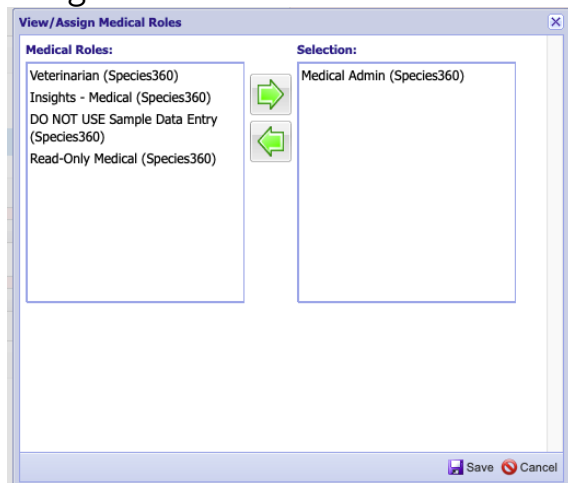 View/Assign Medical Roles
Medical Roles:
Selection:
Veterinarian (Species360)
Insights - Medical (Species360)
DO NOT USE Sample Data Entry
(Species360)
Read-Only Medical (Species360)
Medical Admin (Species360)
Save
Cancel